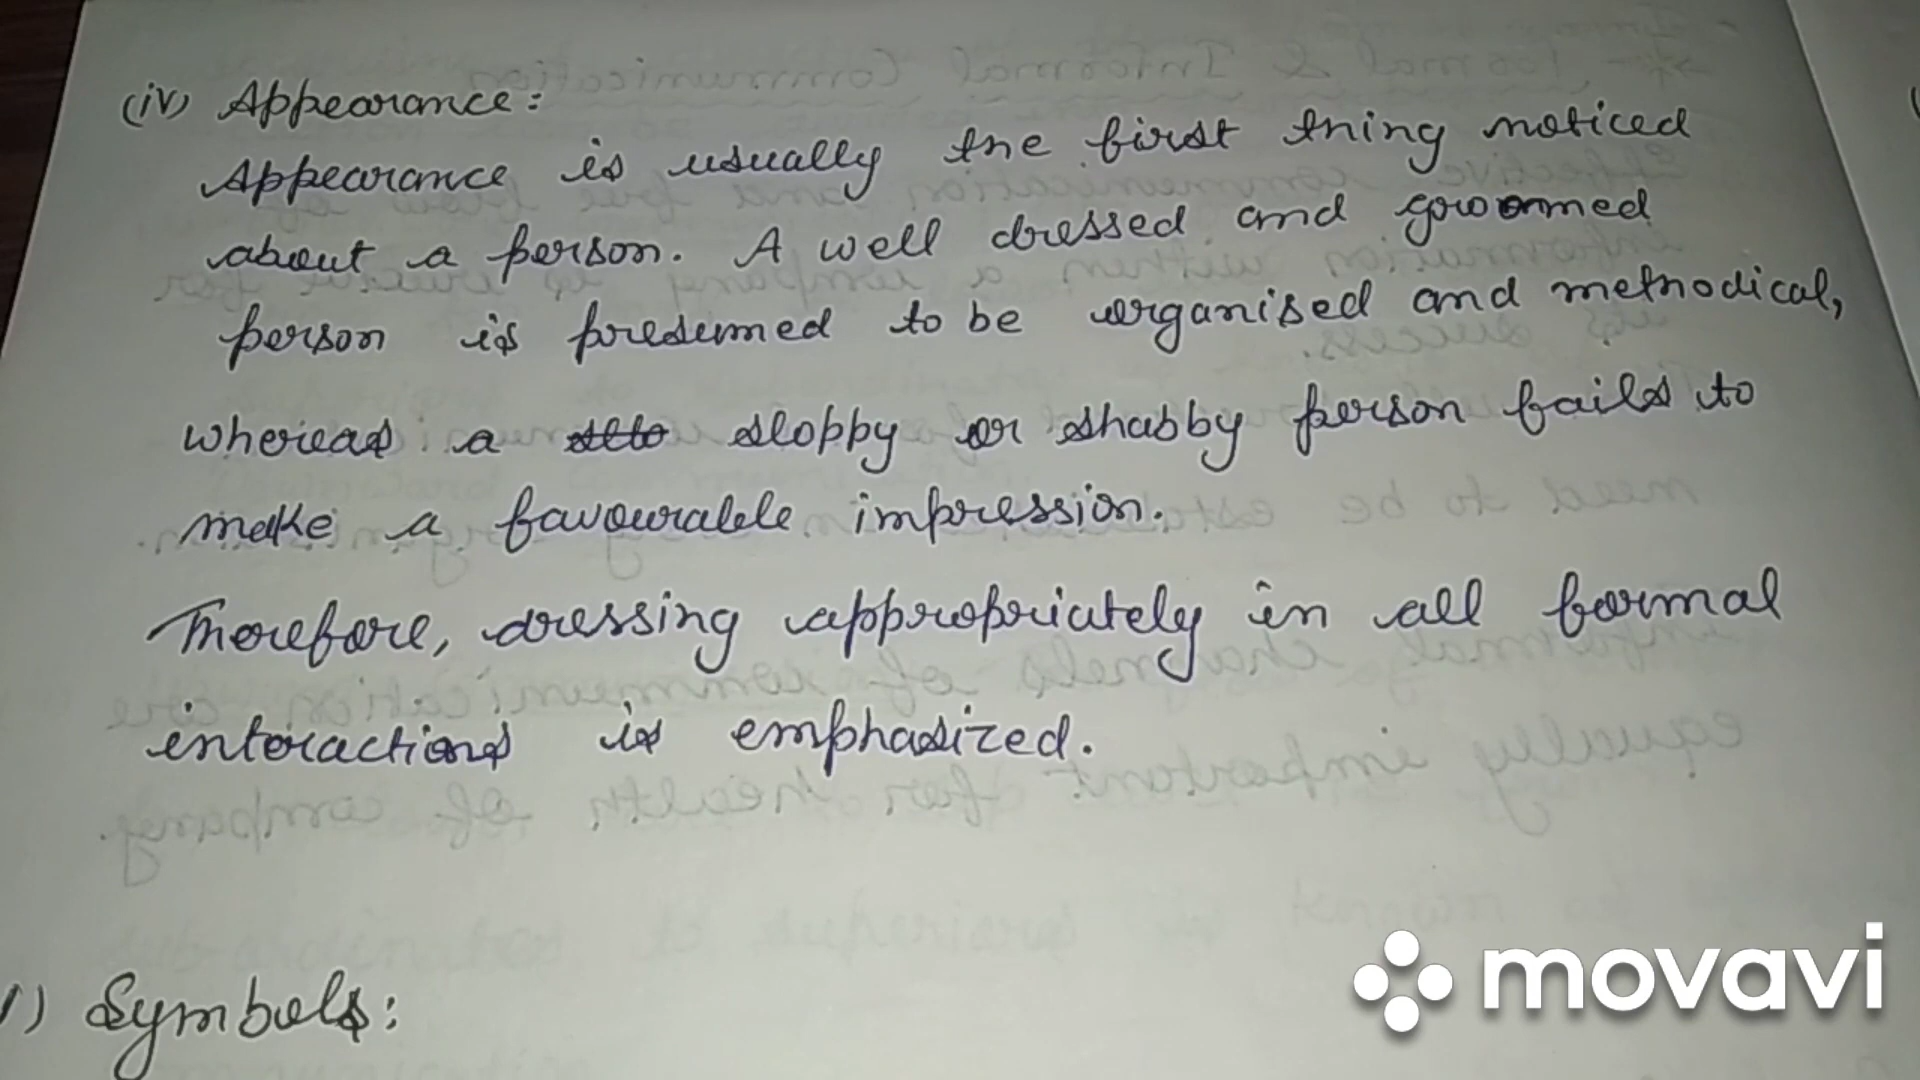 (iv) Appearance:
Appearance is usually the first thing noticed
about a person. A well dressed and groomed
person is presumed to be organised and methodical,
whereas a sloppy or shabby person fails to
make a favourable impression.
Therefore, dressing appropriately in all formal
interactions is emphasized.
Symbols:
movavi